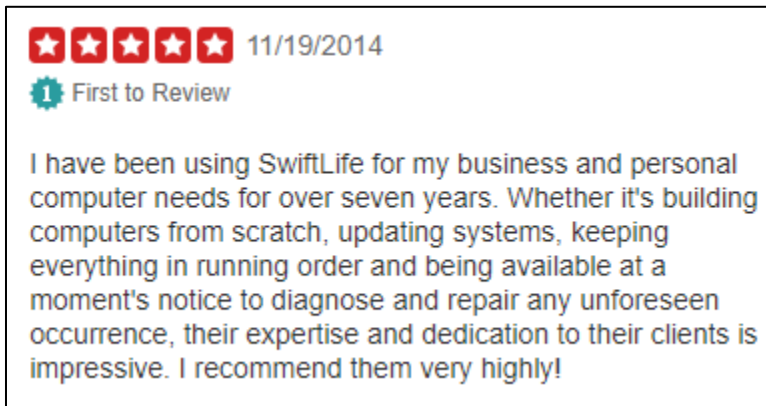 11/19/2014
1 First to Review
I have been using SwiftLife for my business and personal
computer needs for over seven years. Whether it's building
computers from scratch, updating systems, keeping
everything in running order and being available at a
moment's notice to diagnose and repair any unforeseen
occurrence, their expertise and dedication to their clients is
impressive. I recommend them very highly!